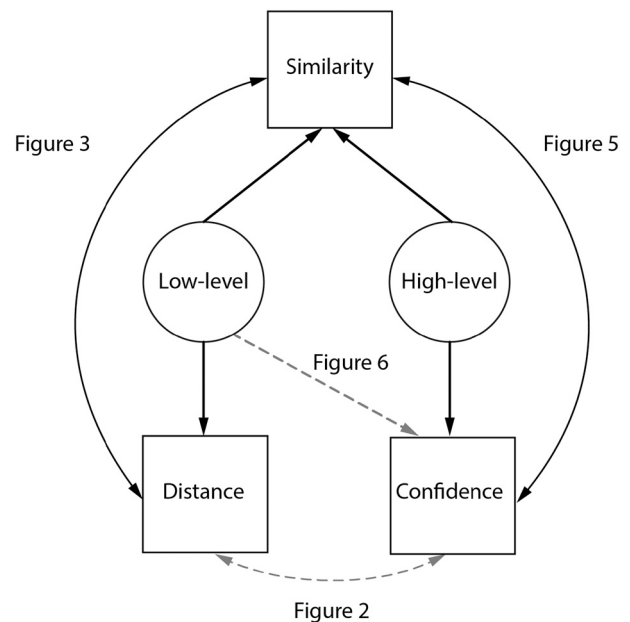 Similarity
Figure 3
Figure 5
Low-level
High-level
Figure 6
Distance
Confidence
Figure 2